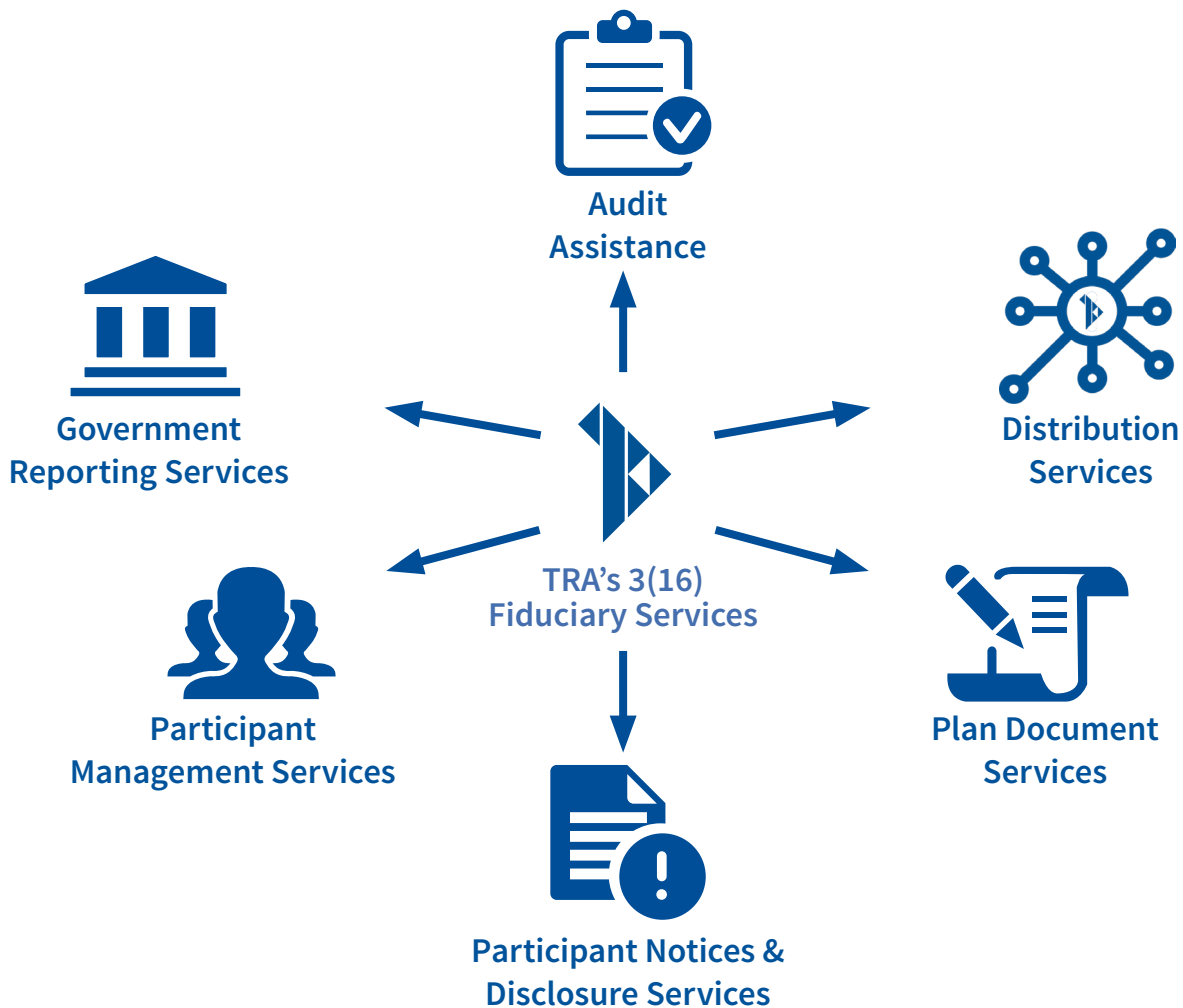 Audit
Assistance
Government
Reporting Services
Distribution
Services
TRA’s 3(16)
Fiduciary Services
Participant
Management Services
Plan Document
Services
Participant Notices &
Disclosure Services